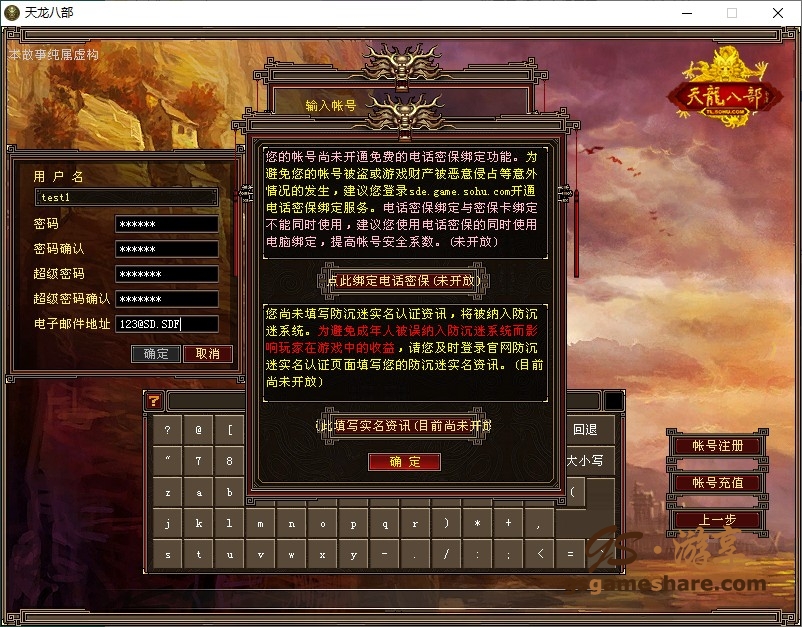 天龙八部
本故事纯属虚构
天龍八部
TL.SOHU.COM
输入帐号
用 户 名
test1
密码
******
密码确认
******
超级密码
*******
超级密码确认
*******
电子邮件地址
123@SD.SDF
确定
取消
您的帐号尚未开通免费的电话密保绑定功能。为
避免您的帐号被盗或游戏财产被恶意侵占等意外
情况的发生，建议您登录sde.game.sohu.com开通
电话密保绑定服务。电话密保绑定与密保卡绑定
不能同时使用，建议您使用电话密保的同时使用
电脑绑定，提高帐号安全系数。(未开放)
点此绑定电话密保(未开放)
您尚未填写防沉迷实名认证资讯，将被纳入防沉
迷系统。为避免成年人被误纳入防沉迷系统而影
响玩家在游戏中的收益，请您及时登录官网防沉
迷实名认证页面填写您的防沉迷实名资讯。(目前
尚未开放)
此填写实名资讯(目前尚未开放
确 定
?
? @ [ 回退
“ 7 8 大小写
z a b (
j k l m n o p q r ) * + ,
s t u v w x y - . / : ; < =
帐号注册
帐号充值
上一步
GS·游享
gameshare.com